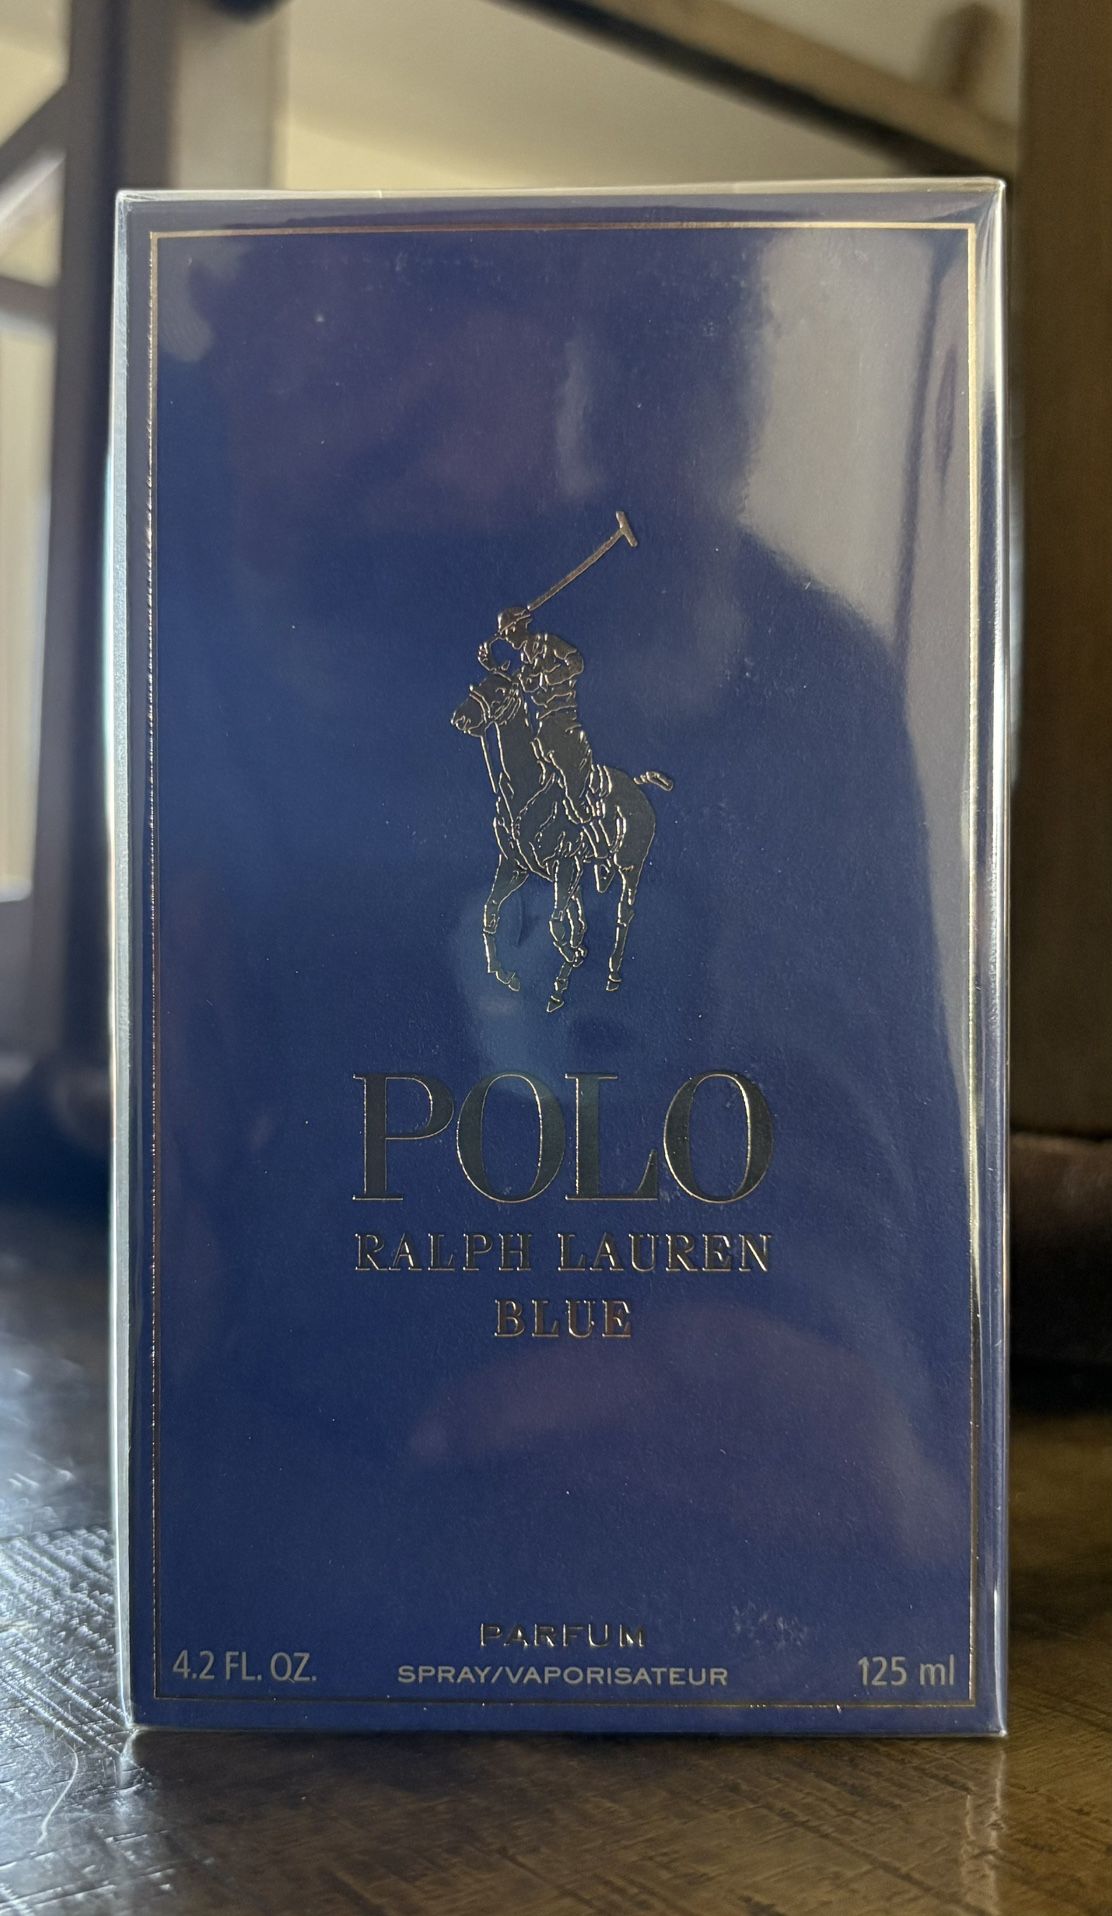 POLO
RALPH LAUREN
BLUE
PARFUM
4.2 FL. OZ. SPRAY/VAPORISATEUR 125 ml